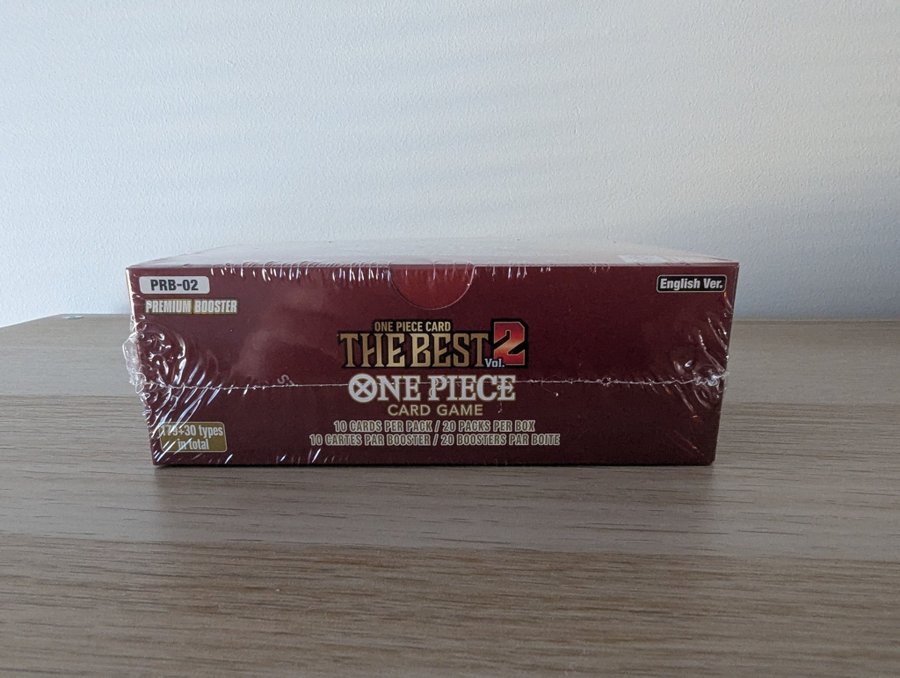 PRB-02
PREMIUM BOOSTER
English Ver.
ONE PIECE CARD
THE BEST Vol. 2
ONE PIECE
CARD GAME
10 CARDS PER PACK / 20 PACKS PER BOX
10 CARTES PAR BOOSTER / 20 BOOSTERS PAR BOITE
+30 types
in total